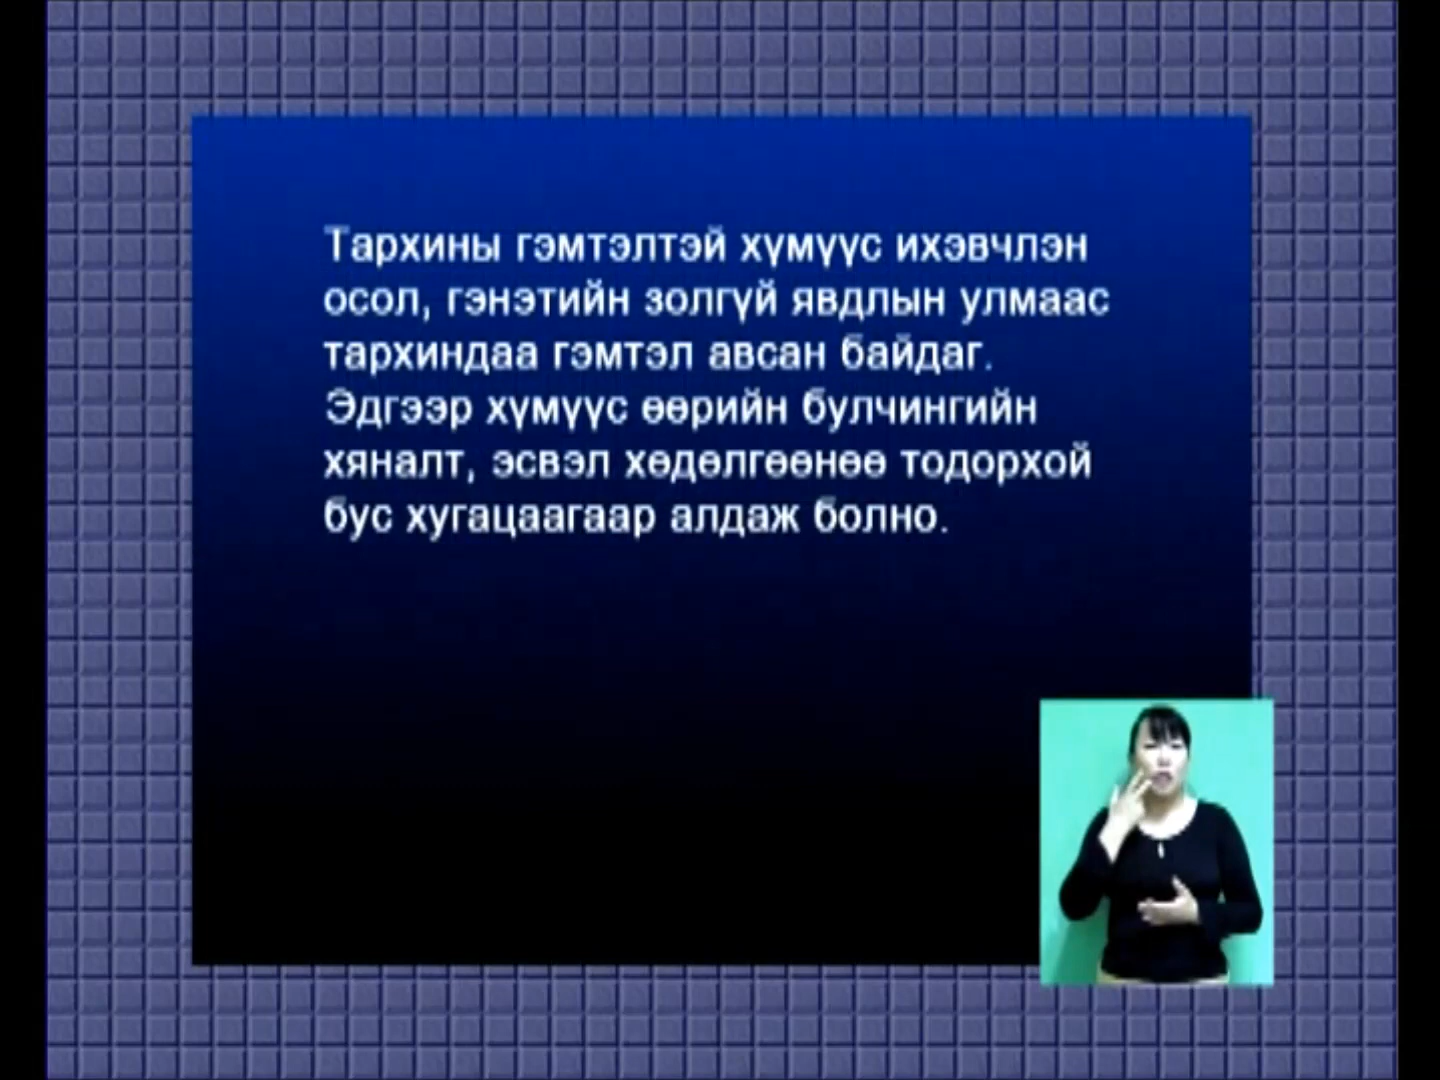 Тархины гэмтэлтэй хүмүүс ихэвчлэн
осол, гэнэтийн золгүй явдлын улмаас
тархиндаа гэмтэл авсан байдаг.
Эдгээр хүмүүс өөрийн булчингийн
хяналт, эсвэл хөдөлгөөнөө тодорхой
бус хугацаагаар алдаж болно.